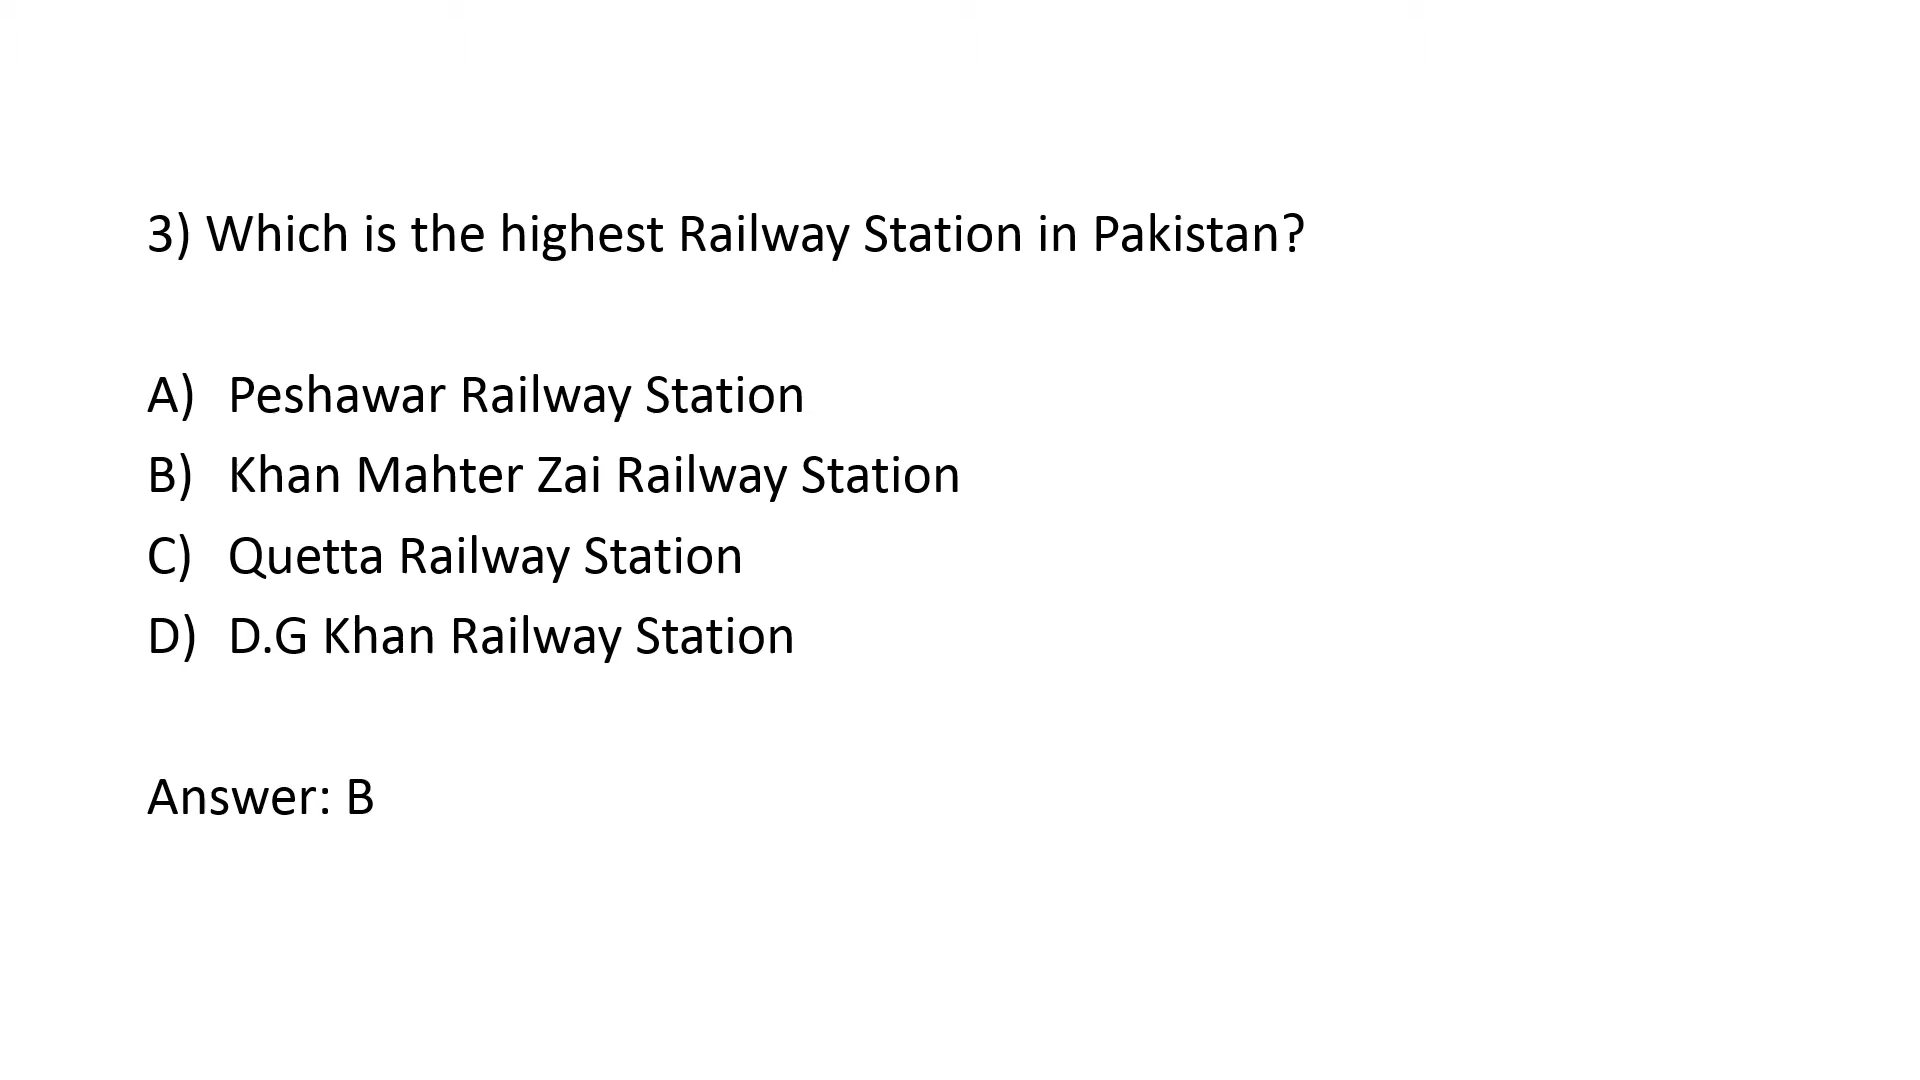 3) Which is the highest Railway Station in Pakistan?
A) Peshawar Railway Station
B) Khan Mahter Zai Railway Station
C) Quetta Railway Station
D) D.G Khan Railway Station
Answer: B